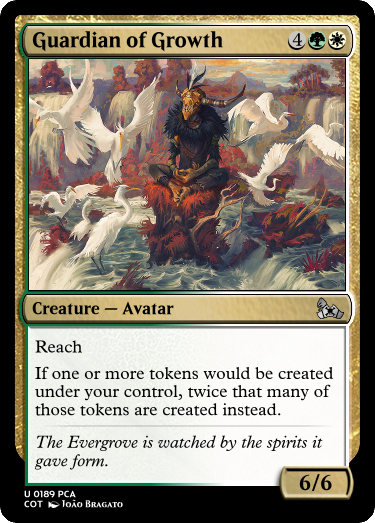 Guardian of Growth 4
Creature — Avatar
Reach
If one or more tokens would be created
under your control, twice that many of
those tokens are created instead.
The Evergrove is watched by the spirits it
gave form.
6/6
U 0189 PCA
COT João Bragato